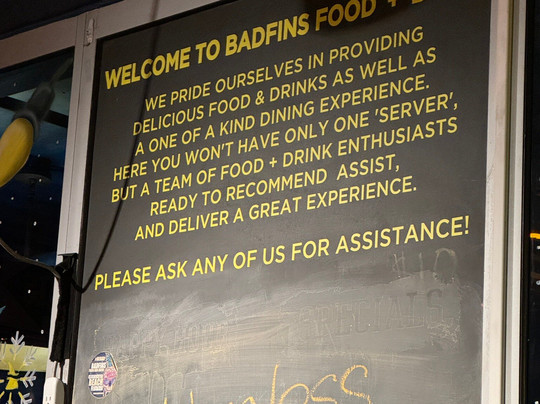 WELCOME TO BADFINS FOOD +
WE PRIDE OURSELVES IN PROVIDING
DELICIOUS FOOD & DRINKS AS WELL AS
A ONE OF A KIND DINING EXPERIENCE.
HERE YOU WON'T HAVE ONLY ONE 'SERVER',
BUT A TEAM OF FOOD + DRINK ENTHUSIASTS
READY TO RECOMMEND ASSIST,
AND DELIVER A GREAT EXPERIENCE.
PLEASE ASK ANY OF US FOR ASSISTANCE!
SPECIALS